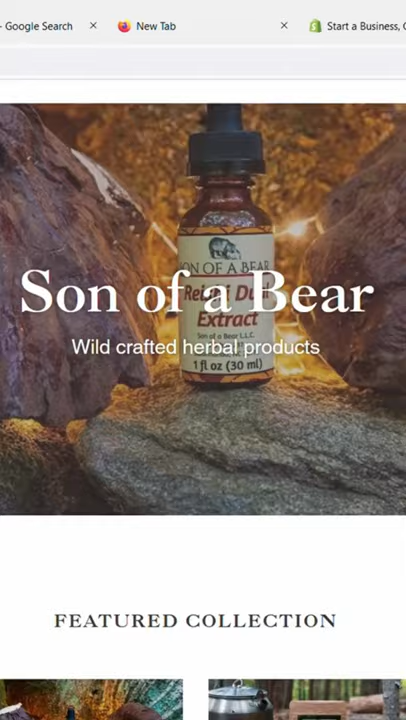 - Google Search
New Tab
Start a Business,
Son of a Bear
Wild crafted herbal products
SON OF A BEAR
Reishi
Extract
Son of a Bear L.L.C.
1 fl oz (30 ml)
FEATURED COLLECTION